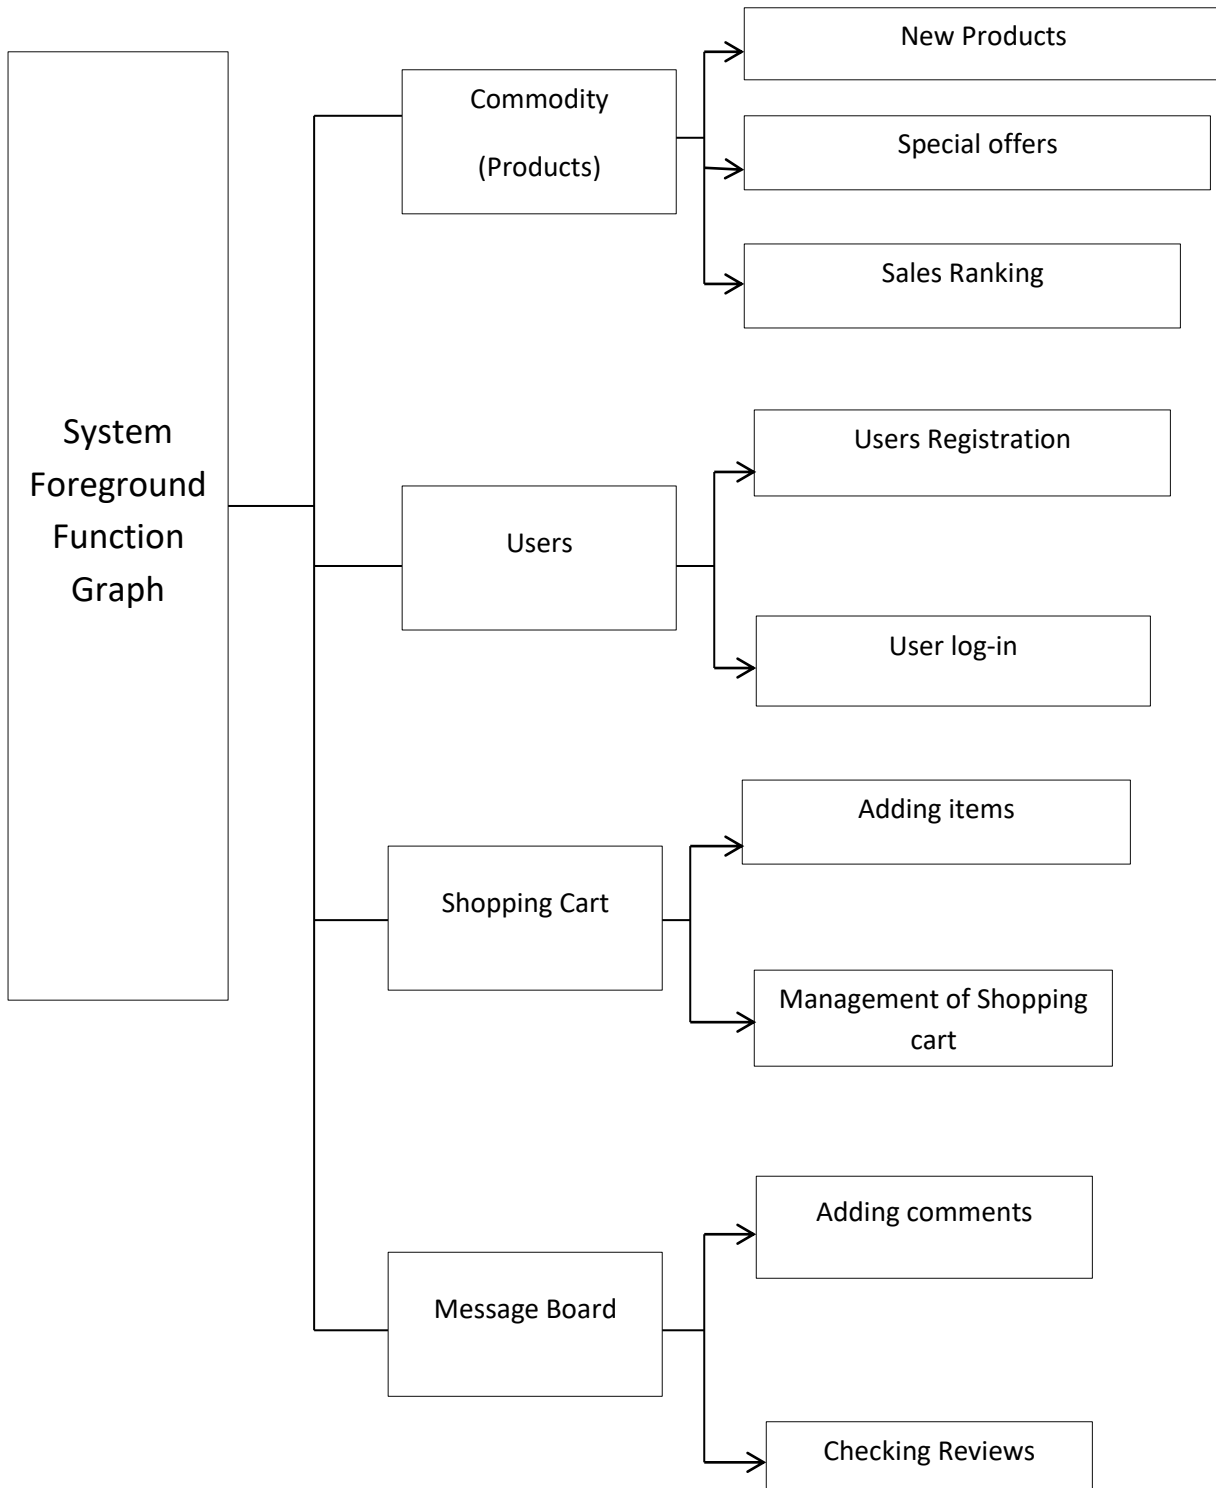 System
Foreground
Function
Graph
Commodity
(Products)
New Products
Special offers
Sales Ranking
Users
Users Registration
User log-in
Shopping Cart
Adding items
Management of Shopping
cart
Message Board
Adding comments
Checking Reviews